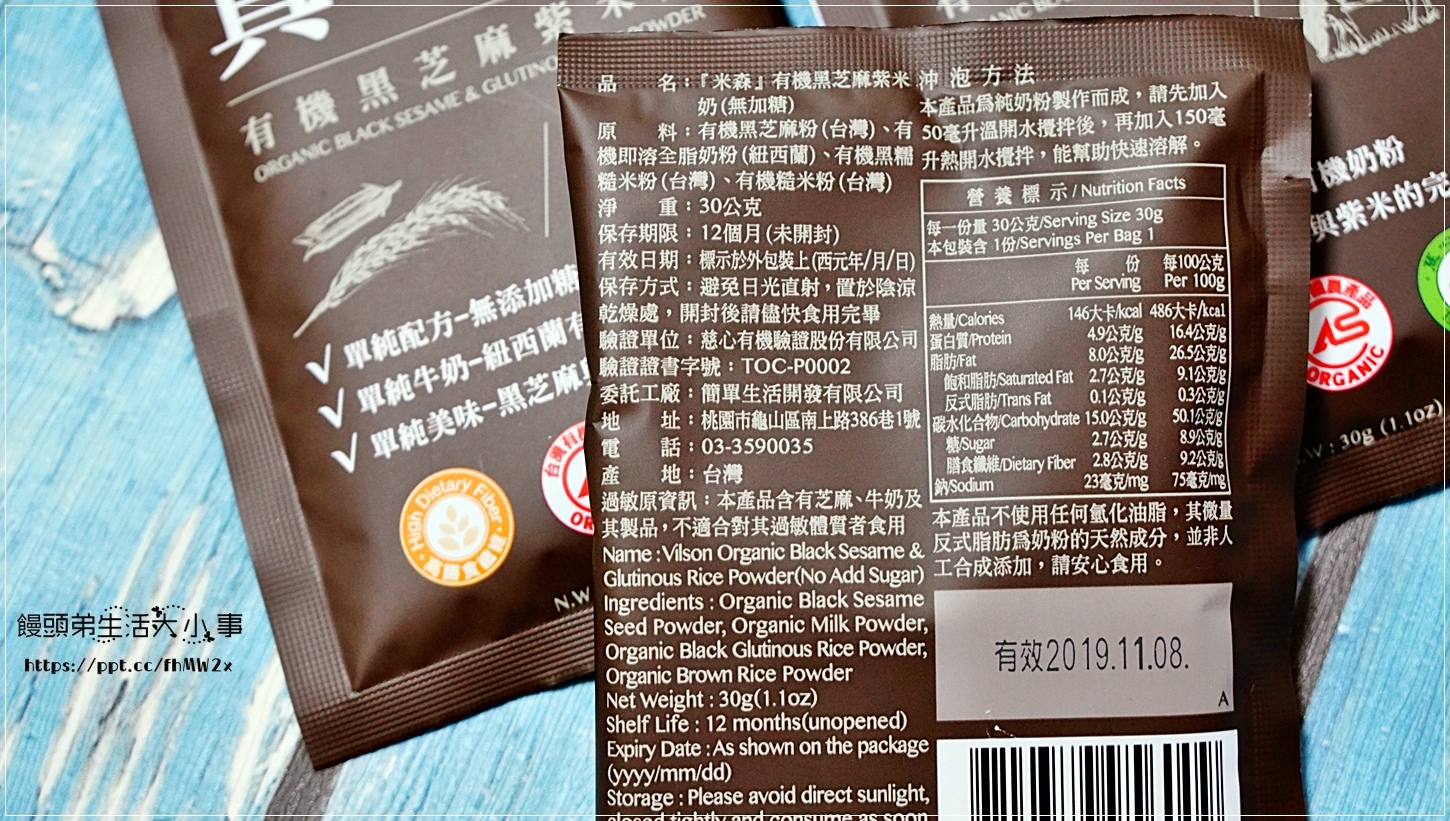 真
有機黑芝麻紫米
ORGANIC BLACK SESAME & GLUTINO
POWDER
單純配方-無添加糖
單純牛奶-紐西蘭有
單純美味-黑芝麻
High Dietary Fiber
高膳食纖維
N.W
品 名:『米森』有機黑芝麻紫米
奶(無加糖)
原 料:有機黑芝麻粉(台灣)、有
機即溶全脂奶粉(紐西蘭)、有機黑糯
糙米粉(台灣)、有機糙米粉(台灣)
淨 重:30公克
保存期限:12個月(未開封)
有效日期:標示於外包裝上(西元年/月/日)
保存方式:避免日光直射,置於陰涼
乾燥處,開封後請儘快食用完畢
驗證單位:慈心有機驗證股份有限公司
驗證證書字號:TOC-P0002
委託工廠:簡單生活開發有限公司
地 址:桃園市龜山區南上路386巷1號
電 話:03-3590035
產 地:台灣
過敏原資訊:本產品含有芝麻、牛奶及
其製品,不適合對其過敏體質者食用
Name :Vilson Organic Black Sesame &
Glutinous Rice Powder(No Add Sugar)
Ingredients : Organic Black Sesame
Seed Powder, Organic Milk Powder,
Organic Black Glutinous Rice Powder,
Organic Brown Rice Powder
Net Weight : 30g(1.1oz)
Shelf Life : 12 months(unopened)
Expiry Date : As shown on the package
(yyyy/mm/dd)
Storage : Please avoid direct sunlight,
closed tightly and consume as soon
沖泡方法
本產品為純奶粉製作而成,請先加入
50毫升溫開水攪拌後,再加入150毫
升熱開水攪拌,能幫助快速溶解。
營養標示/Nutrition Facts
每一份量 30公克/Serving Size 30g
本包裝含 1份/Servings Per Bag 1
每 份 每100公克
Per Serving Per 100g
熱量/Calories 146大卡/kcal 486大卡/kcal
蛋白質/Protein 4.9公克/g 16.4公克/g
脂肪/Fat 8.0公克/g 26.5公克/g
飽和脂肪/Saturated Fat 2.7公克/g 9.1公克/g
反式脂肪/Trans Fat 0.1公克/g 0.3公克/g
碳水化合物/Carbohydrate 15.0公克/g 50.1公克/g
糖/Sugar 2.7公克/g 8.9公克/g
膳食纖維/Dietary Fiber 2.8公克/g 9.2公克/g
鈉/Sodium 23毫克/mg 75毫克/mg
本產品不使用任何氫化油脂,其微量
反式脂肪為奶粉的天然成分,並非人
工合成添加,請安心食用。
有效2019.11.08.
A
機奶粉
與紫米的完
ORGANIC
N.W : 30g (1.1oz)
饅頭弟生活大小事
https://ppt.cc/fhMW2x